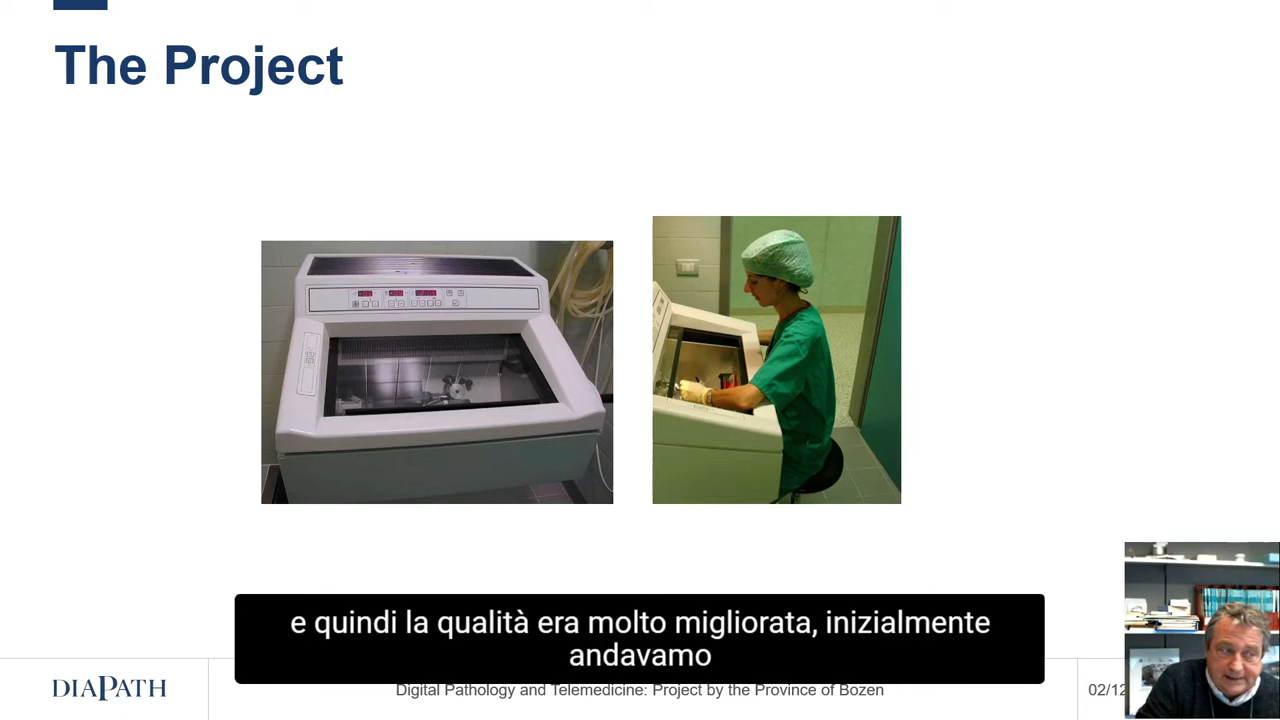 The Project
e quindi la qualità era molto migliorata, inizialmente
andavamo
DIAPATH
Digital Pathology and Telemedicine: Project by the Province of Bozen
02/12